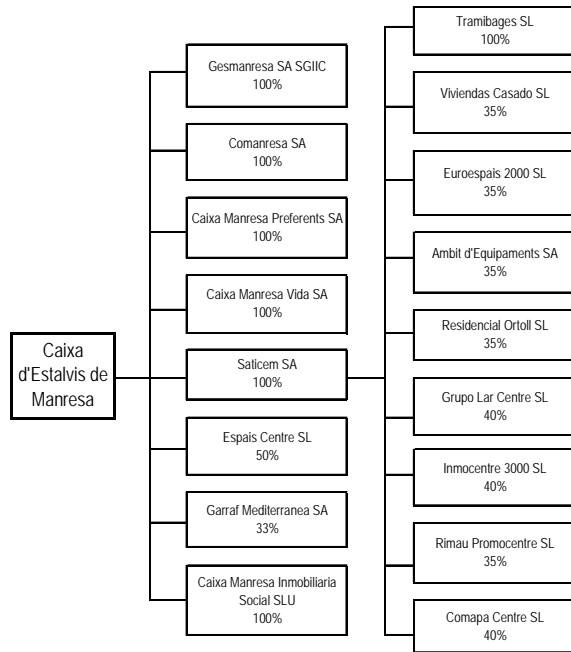 Caixa
d'Estalvis de
Manresa
Gesmanresa SA SGIIC
100%
Comanresa SA
100%
Caixa Manresa Preferents SA
100%
Caixa Manresa Vida SA
100%
Saticem SA
100%
Espais Centre SL
50%
Garraf Mediterranea SA
33%
Caixa Manresa Inmobiliaria
Social SLU
100%
Tramibages SL
100%
Viviendas Casado SL
35%
Euroespais 2000 SL
35%
Ambit d'Equipaments SA
35%
Residencial Ortoll SL
35%
Grupo Lar Centre SL
40%
Inmocentre 3000 SL
40%
Rimau Promocentre SL
35%
Comapa Centre SL
40%